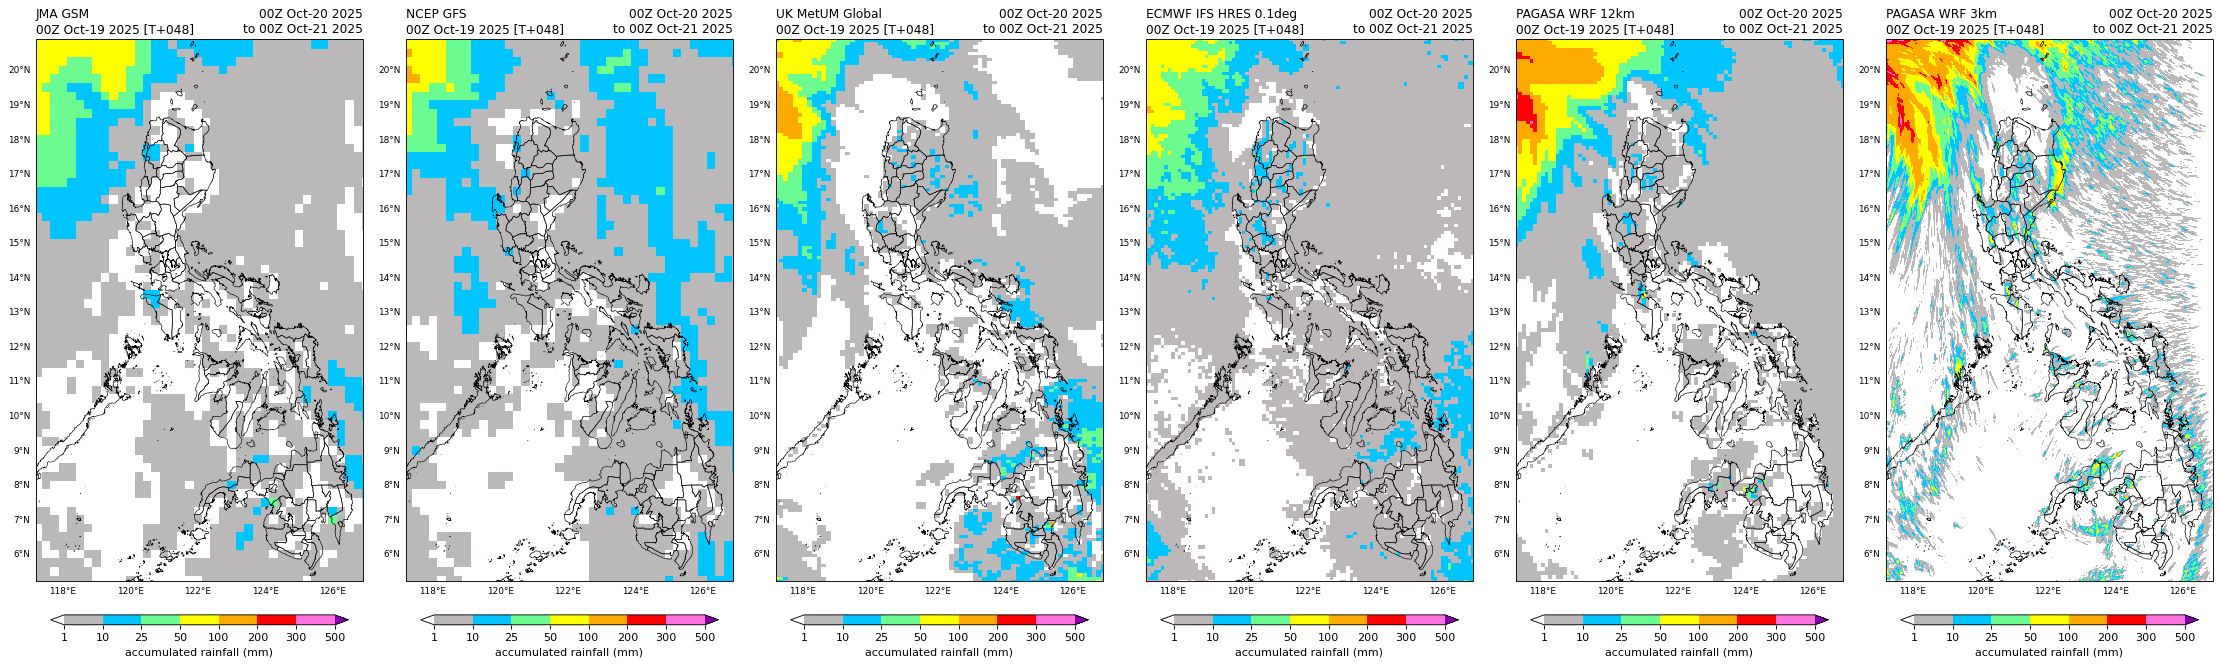 JMA GSM 00Z Oct-20 2025
00Z Oct-19 2025 [T+048] to 00Z Oct-21 2025
20°N
19°N
18°N
17°N
16°N
15°N
14°N
13°N
12°N
11°N
10°N
9°N
8°N
7°N
6°N
118°E 120°E 122°E 124°E 126°E
1 10 25 50 100 200 300 500
accumulated rainfall (mm)
NCEP GFS 00Z Oct-20 2025
00Z Oct-19 2025 [T+048] to 00Z Oct-21 2025
20°N
19°N
18°N
17°N
16°N
15°N
14°N
13°N
12°N
11°N
10°N
9°N
8°N
7°N
6°N
118°E 120°E 122°E 124°E 126°E
1 10 25 50 100 200 300 500
accumulated rainfall (mm)
UK MetUM Global 00Z Oct-20 2025
00Z Oct-19 2025 [T+048] to 00Z Oct-21 2025
20°N
19°N
18°N
17°N
16°N
15°N
14°N
13°N
12°N
11°N
10°N
9°N
8°N
7°N
6°N
118°E 120°E 122°E 124°E 126°E
1 10 25 50 100 200 300 500
accumulated rainfall (mm)
ECMWF IFS HRES 0.1deg 00Z Oct-20 2025
00Z Oct-19 2025 [T+048] to 00Z Oct-21 2025
20°N
19°N
18°N
17°N
16°N
15°N
14°N
13°N
12°N
11°N
10°N
9°N
8°N
7°N
6°N
118°E 120°E 122°E 124°E 126°E
1 10 25 50 100 200 300 500
accumulated rainfall (mm)
PAGASA WRF 12km 00Z Oct-20 2025
00Z Oct-19 2025 [T+048] to 00Z Oct-21 2025
20°N
19°N
18°N
17°N
16°N
15°N
14°N
13°N
12°N
11°N
10°N
9°N
8°N
7°N
6°N
118°E 120°E 122°E 124°E 126°E
1 10 25 50 100 200 300 500
accumulated rainfall (mm)
PAGASA WRF 3km 00Z Oct-20 2025
00Z Oct-19 2025 [T+048] to 00Z Oct-21 2025
20°N
19°N
18°N
17°N
16°N
15°N
14°N
13°N
12°N
11°N
10°N
9°N
8°N
7°N
6°N
118°E 120°E 122°E 124°E 126°E
1 10 25 50 100 200 300 500
accumulated rainfall (mm)